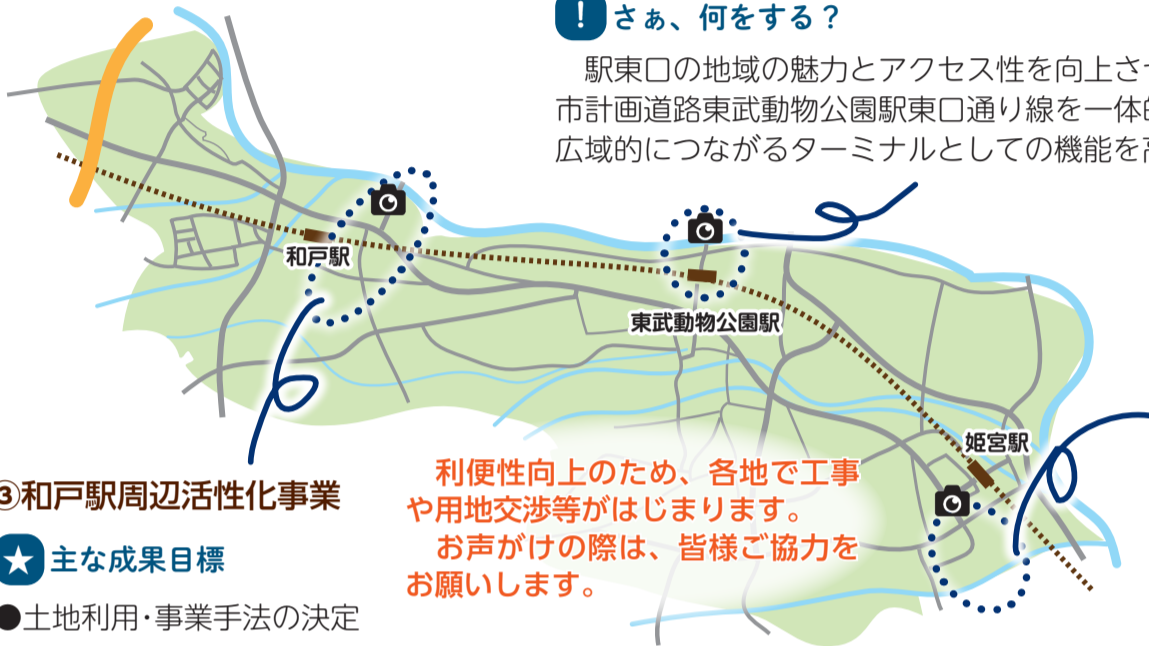 ! さぁ、何をする？
駅東口の地域の魅力とアクセス性を向上させ
市計画道路東武動物公園駅東口通り線を一体的
広域的につながるターミナルとしての機能を高
和戸駅
東武動物公園駅
姫宮駅
利便性向上のため、各地で工事
や用地交渉等がはじまります。
お声がけの際は、皆様ご協力を
お願いします。
③和戸駅周辺活性化事業
★ 主な成果目標
●土地利用・事業手法の決定